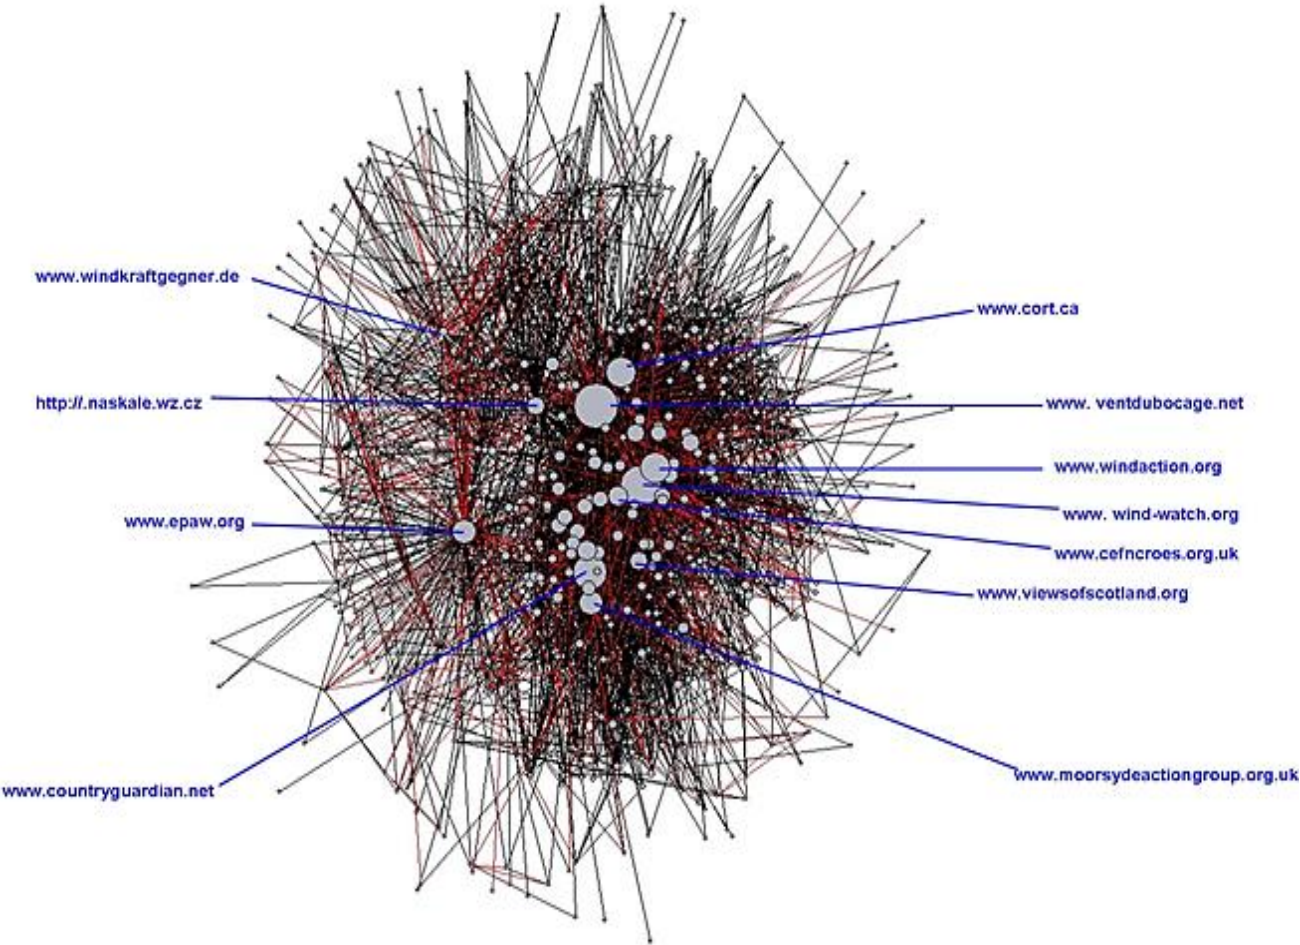 www.windkraftgegner.de
www.cort.ca
http://.naskale.wz.cz
www. ventdubocage.net
www.windaction.org
www. wind-watch.org
www.epaw.org
www.cefncroes.org.uk
www.viewsofscotland.org
www.moorsydeactiongroup.org.uk
www.countryguardian.net